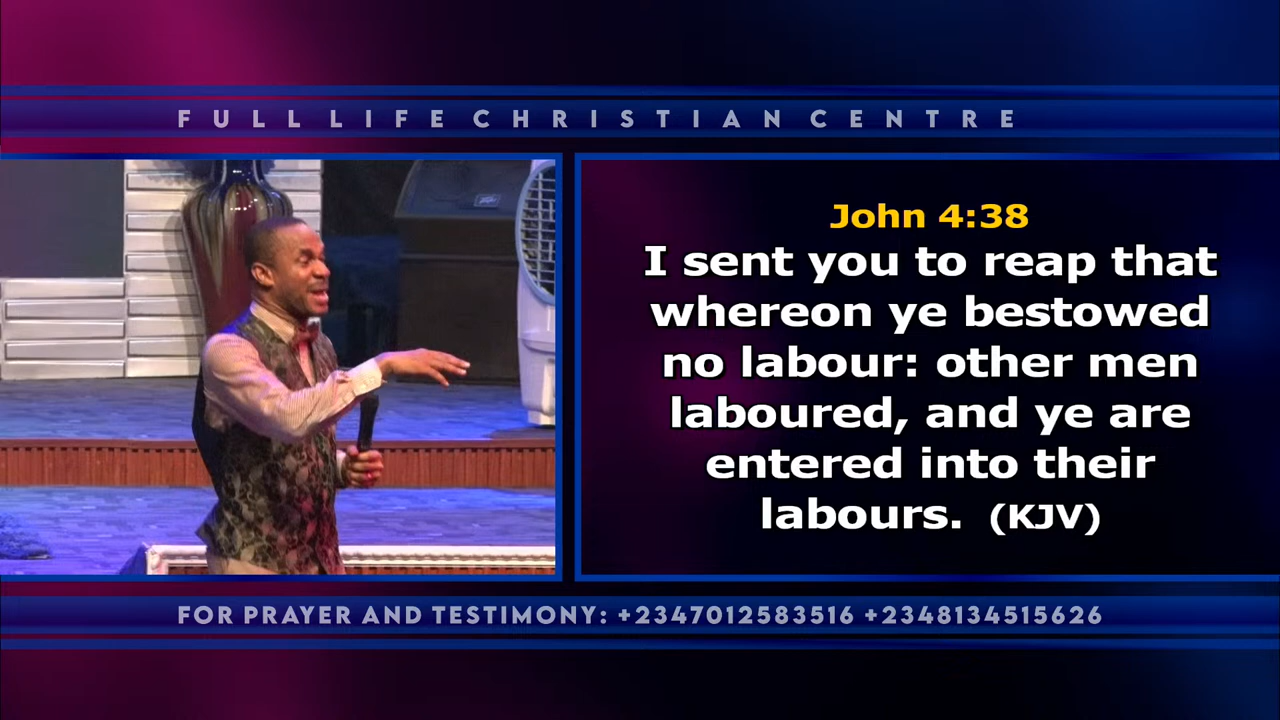 FULL LIFE CHRISTIAN CENTRE
John 4:38
I sent you to reap that
whereon ye bestowed
no labour: other men
laboured, and ye are
entered into their
labours. (KJV)
FOR PRAYER AND TESTIMONY: +2347012583516 +2348134515626